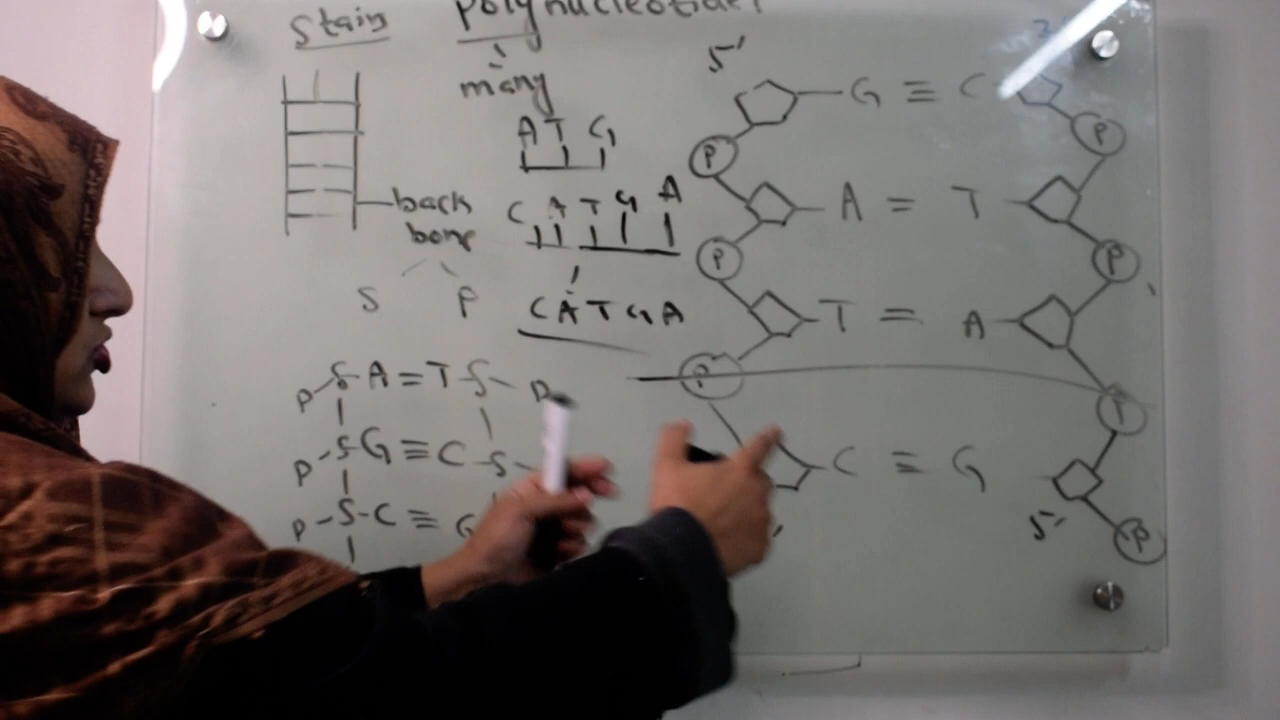 Stain polynucleotide
many
A T G
C A T G A
back
bone
S P
C A T G A
P-S A = T S - P
P-S G ≡ C - S -
P-S-C ≡ G
5'
G ≡ C
P P
A = T
P P
T = A
P T
C ≡ G
5'
P